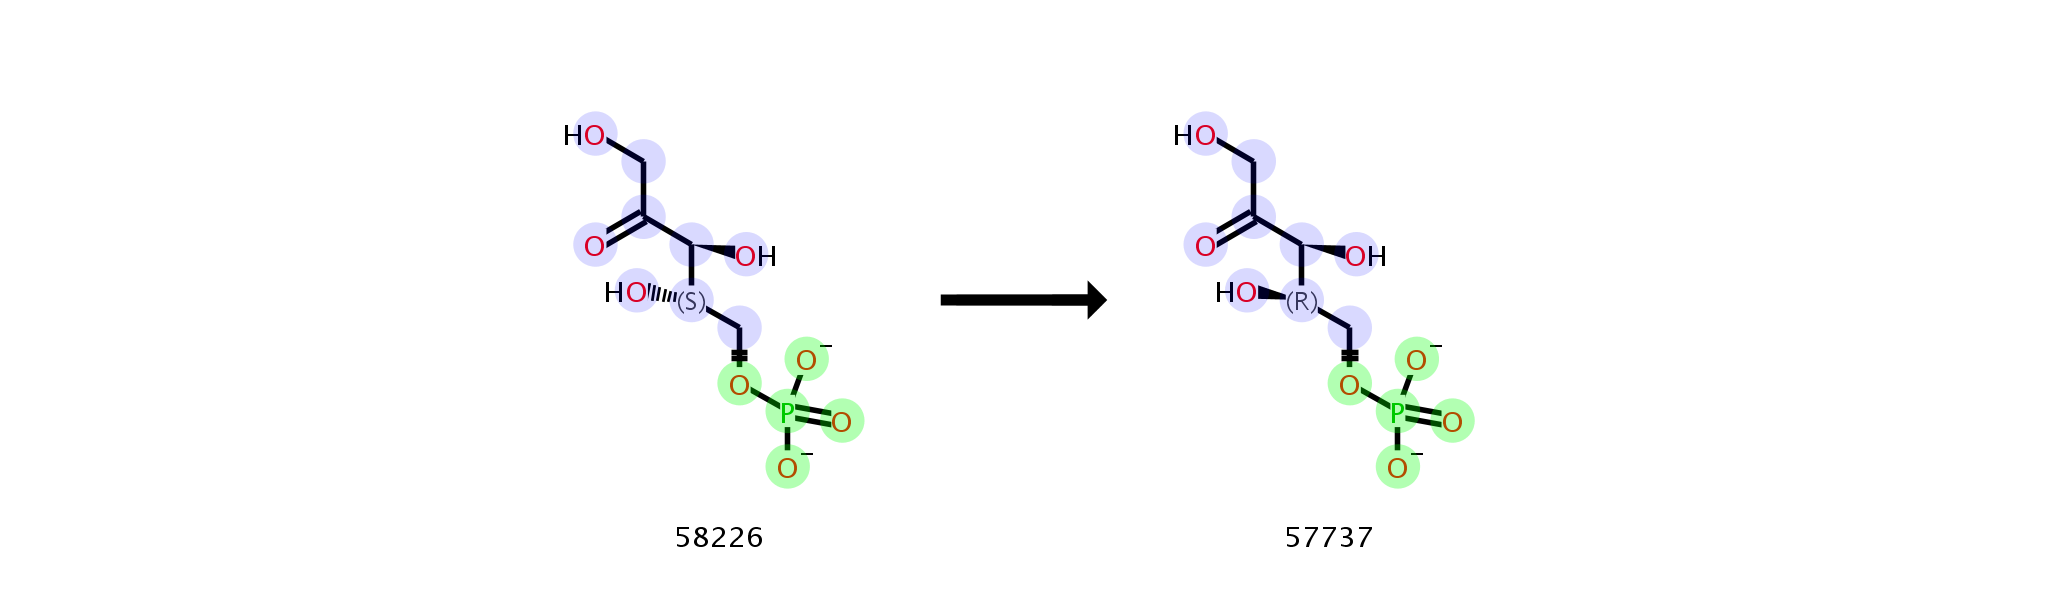 HO HO
O OH O OH
HO (S) HO (R)
O⁻ O⁻
O P O O P O
O⁻ O⁻
58226 57737